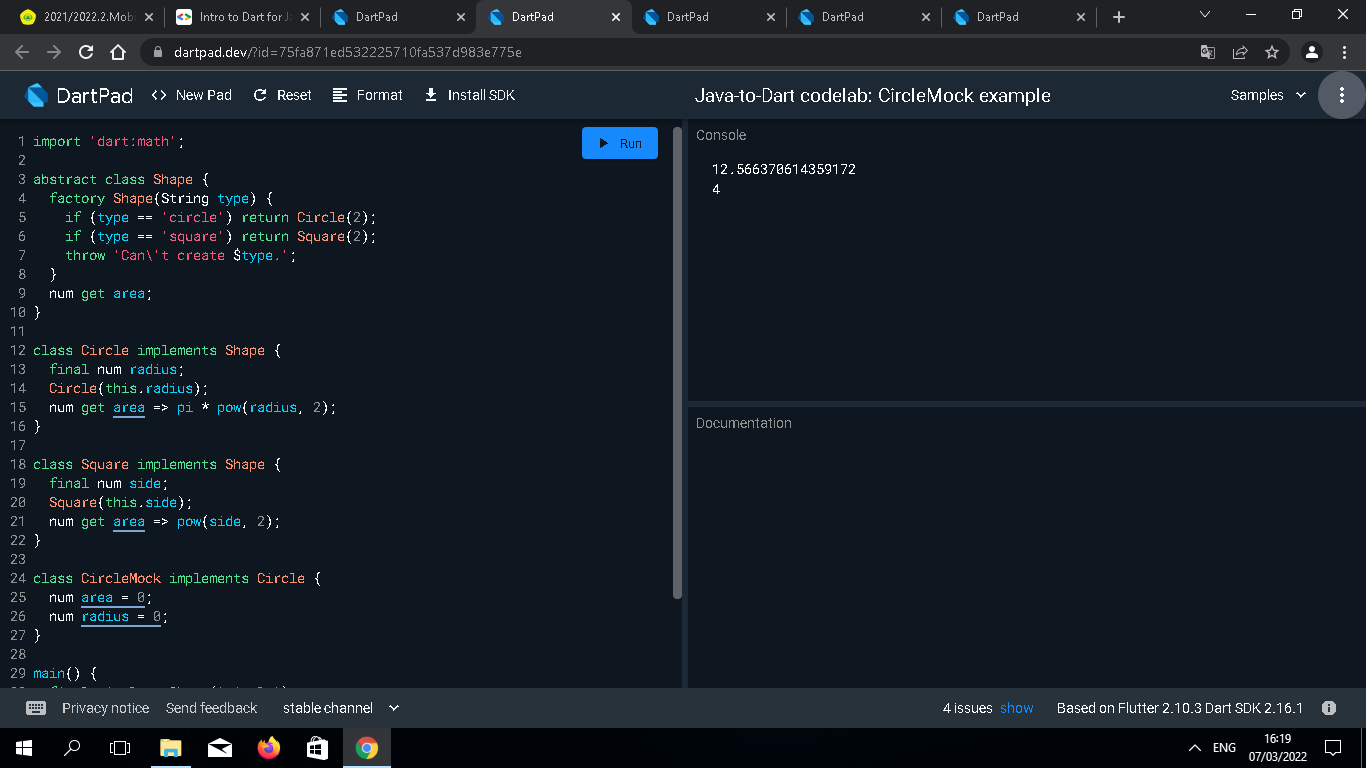 2021/2022.2.Mobi
Intro to Dart for Ja
DartPad
DartPad
DartPad
DartPad
DartPad
dartpad.dev/?id=75fa871ed532225710fa537d983e775e
DartPad
<> New Pad
Reset
Format
Install SDK
Java-to-Dart codelab: CircleMock example
Samples
Run
1 import 'dart:math';
2
3 abstract class Shape {
4 factory Shape(String type) {
5 if (type == 'circle') return Circle(2);
6 if (type == 'square') return Square(2);
7 throw 'Can\'t create $type.';
8 }
9 num get area;
10 }
11
12 class Circle implements Shape {
13 final num radius;
14 Circle(this.radius);
15 num get area => pi * pow(radius, 2);
16 }
17
18 class Square implements Shape {
19 final num side;
20 Square(this.side);
21 num get area => pow(side, 2);
22 }
23
24 class CircleMock implements Circle {
25 num area = 0;
26 num radius = 0;
27 }
28
29 main() {
Console
12.566370614359172
4
Documentation
Privacy notice
Send feedback
stable channel
4 issues show
Based on Flutter 2.10.3 Dart SDK 2.16.1
ENG
16:19
07/03/2022